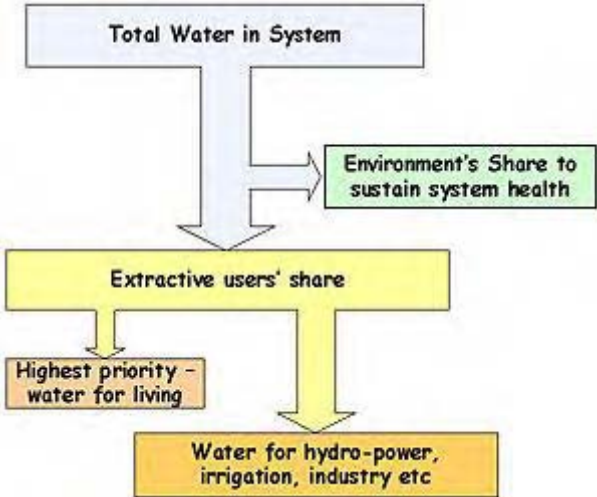 Total Water in System
Environment's Share to
sustain system health
Extractive users' share
Highest priority –
water for living
Water for hydro-power,
irrigation, industry etc